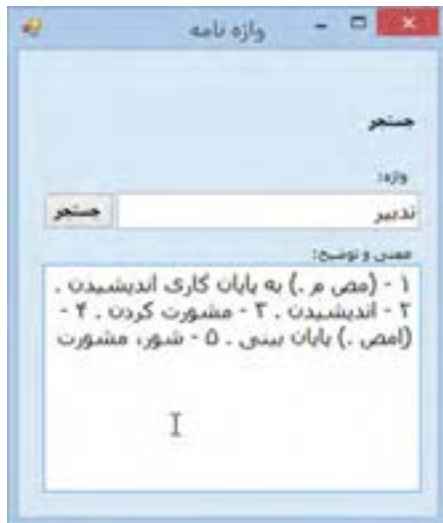 واژه نامه
جستجو
واژه:
تدبیر
جستجو
معنی و توضیح:
۱ - (مص م .) به پایان کاری اندیشیدن .
۲ - اندیشیدن . ۳ - مشورت کردن . ۴ -
(امص .) پایان بینی . ۵ - شور، مشورت